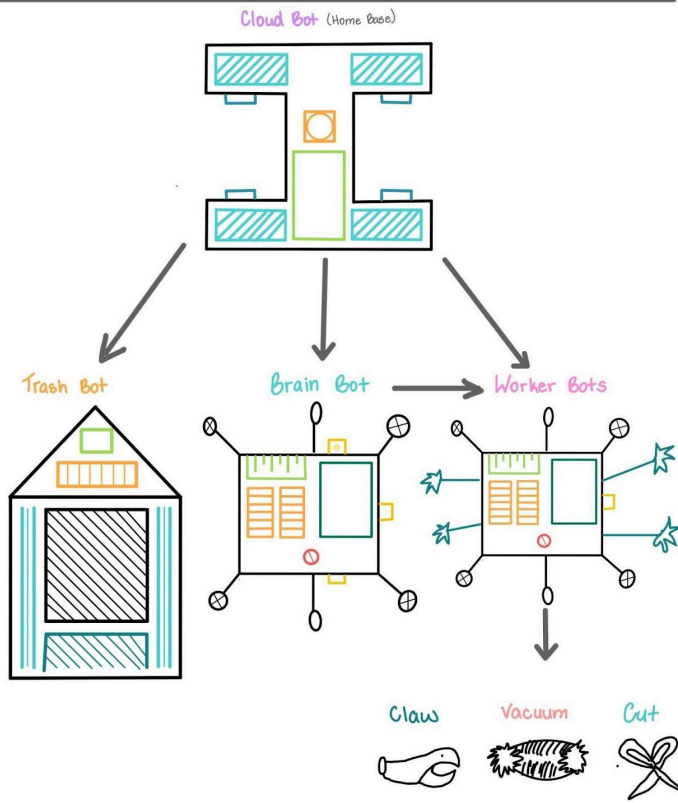 Cloud Bot (Home Base)
Trash Bot
Brain Bot
Worker Bots
Claw
Vacuum
Cut